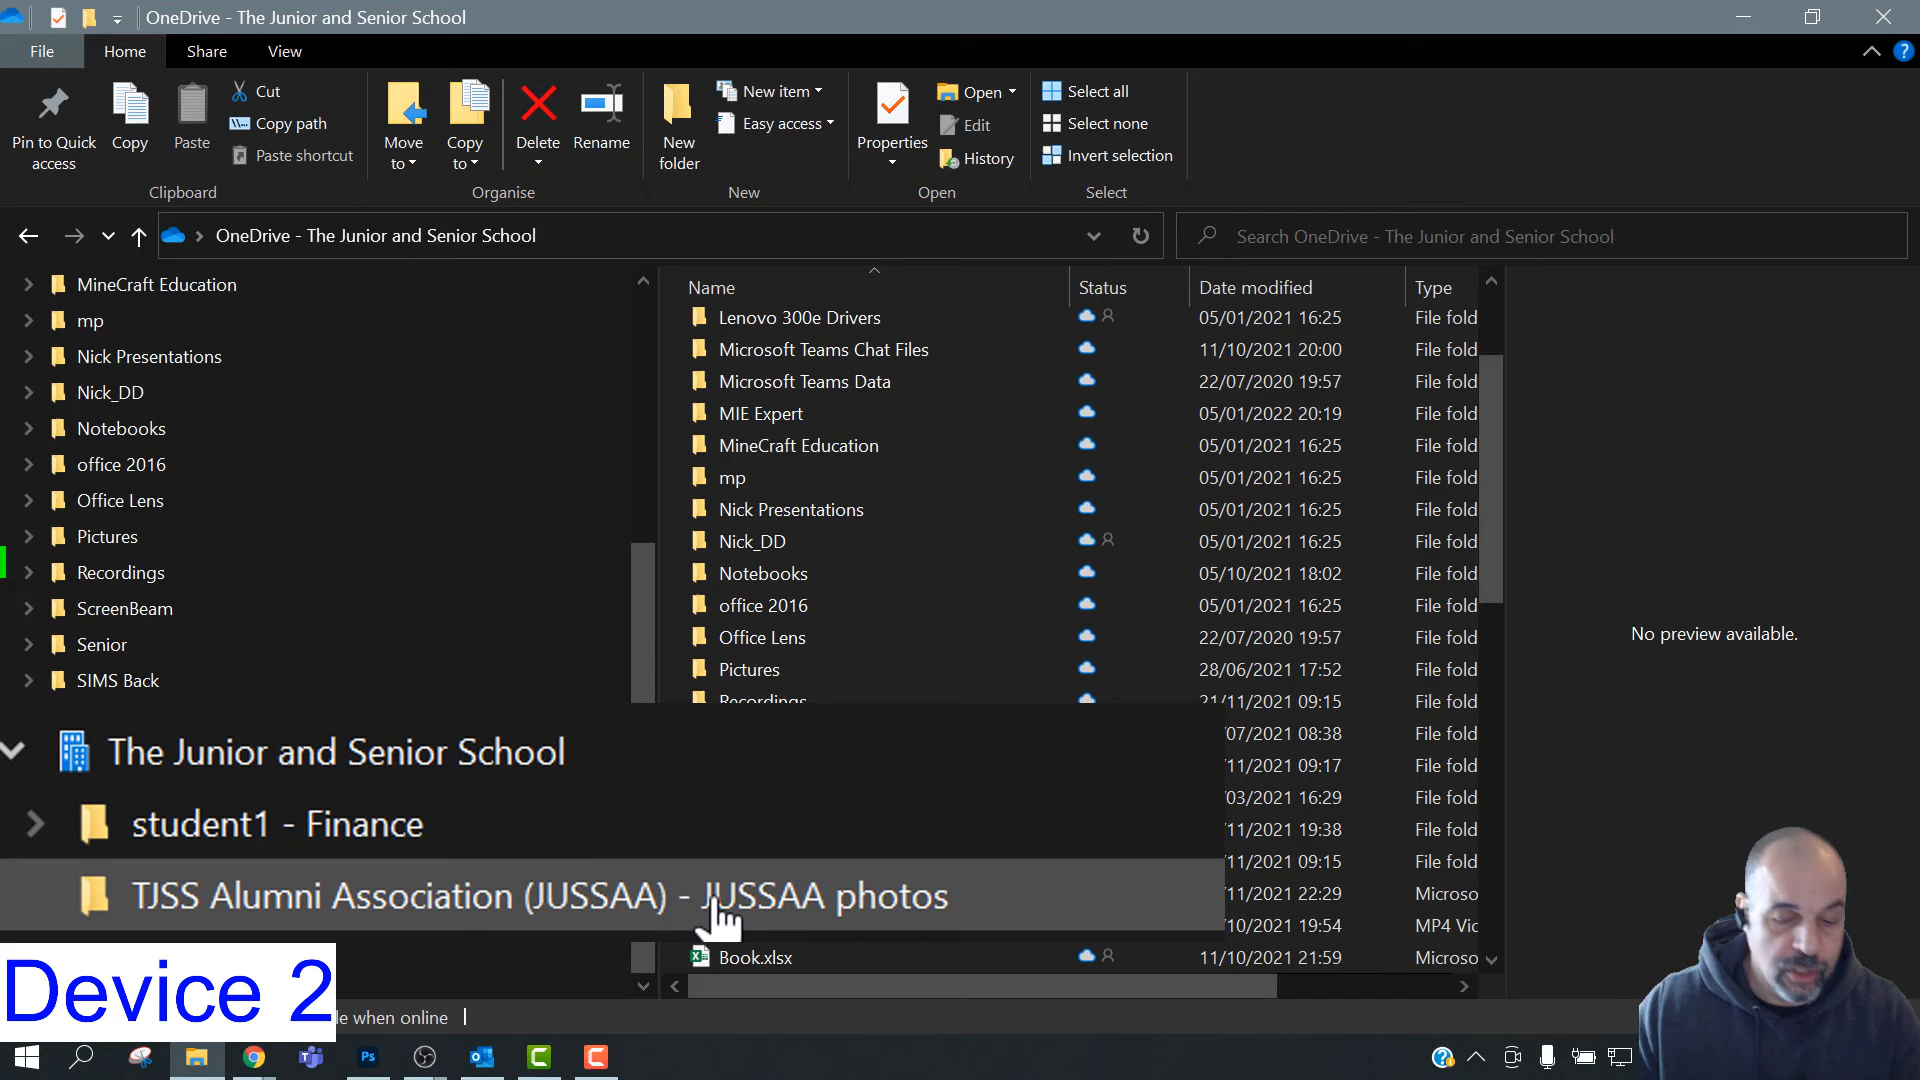 OneDrive - The Junior and Senior School
File Home Share View
Pin to Quick access
Copy
Paste
Cut
Copy path
Paste shortcut
Clipboard
Move to
Copy to
Delete
Rename
Organise
New folder
New item
Easy access
New
Properties
Open
Edit
History
Open
Select all
Select none
Invert selection
Select
OneDrive - The Junior and Senior School
Search OneDrive - The Junior and Senior School
MineCraft Education
mp
Nick Presentations
Nick_DD
Notebooks
office 2016
Office Lens
Pictures
Recordings
ScreenBeam
Senior
SIMS Back
Name Status Date modified Type
Lenovo 300e Drivers 05/01/2021 16:25 File fold
Microsoft Teams Chat Files 11/10/2021 20:00 File fold
Microsoft Teams Data 22/07/2020 19:57 File fold
MIE Expert 05/01/2022 20:19 File fold
MineCraft Education 05/01/2021 16:25 File fold
mp 05/01/2021 16:25 File fold
Nick Presentations 05/01/2021 16:25 File fold
Nick_DD 05/01/2021 16:25 File fold
Notebooks 05/10/2021 18:02 File fold
office 2016 05/01/2021 16:25 File fold
Office Lens 22/07/2020 19:57 File fold
Pictures 28/06/2021 17:52 File fold
Recordings 21/11/2021 09:15 File fold
/07/2021 08:38 File fold
/11/2021 09:17 File fold
/03/2021 16:29 File fold
/11/2021 19:38 File fold
/11/2021 09:15 File fold
/11/2021 22:29 Microso
/10/2021 19:54 MP4 Vic
Book.xlsx 11/10/2021 21:59 Microso
No preview available.
The Junior and Senior School
student1 - Finance
TJSS Alumni Association (JUSSAA) - JUSSAA photos
Device 2
le when online
Ps